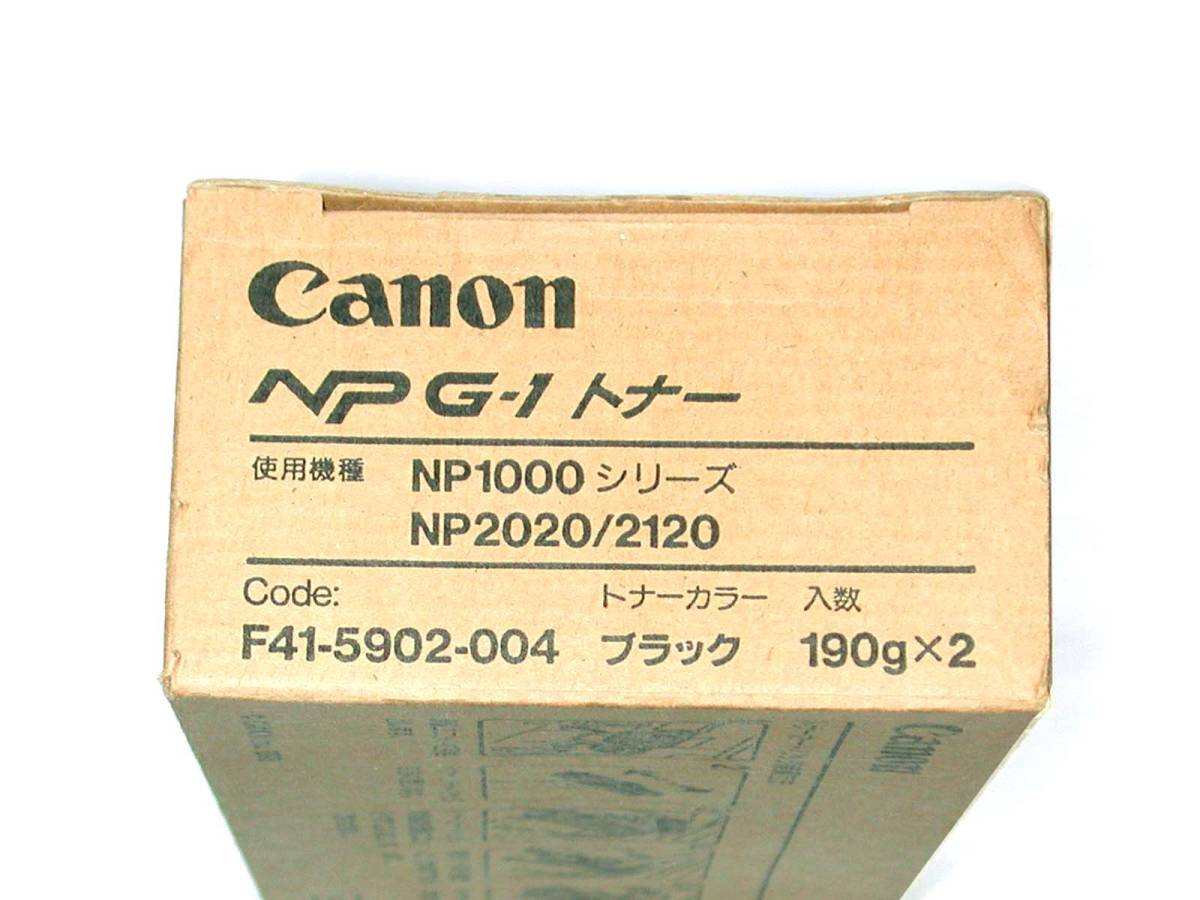 Canon
NP G-1 トナー
使用機種 NP1000 シリーズ
NP2020/2120
Code: トナーカラー 入数
F41-5902-004 ブラック 190g×2
Canon